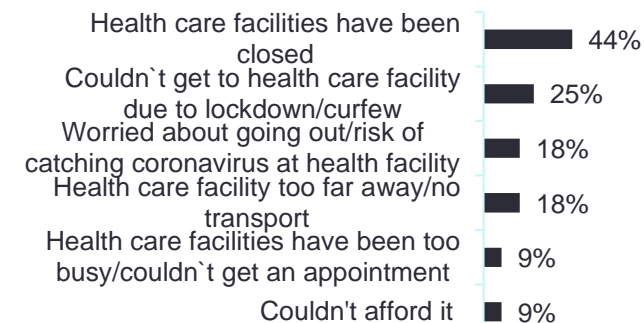 Health care facilities have been
closed
44%
Couldn`t get to health care facility
due to lockdown/curfew
25%
Worried about going out/risk of
catching coronavirus at health facility
18%
Health care facility too far away/no
transport
18%
Health care facilities have been too
busy/couldn`t get an appointment
9%
Couldn't afford it
9%